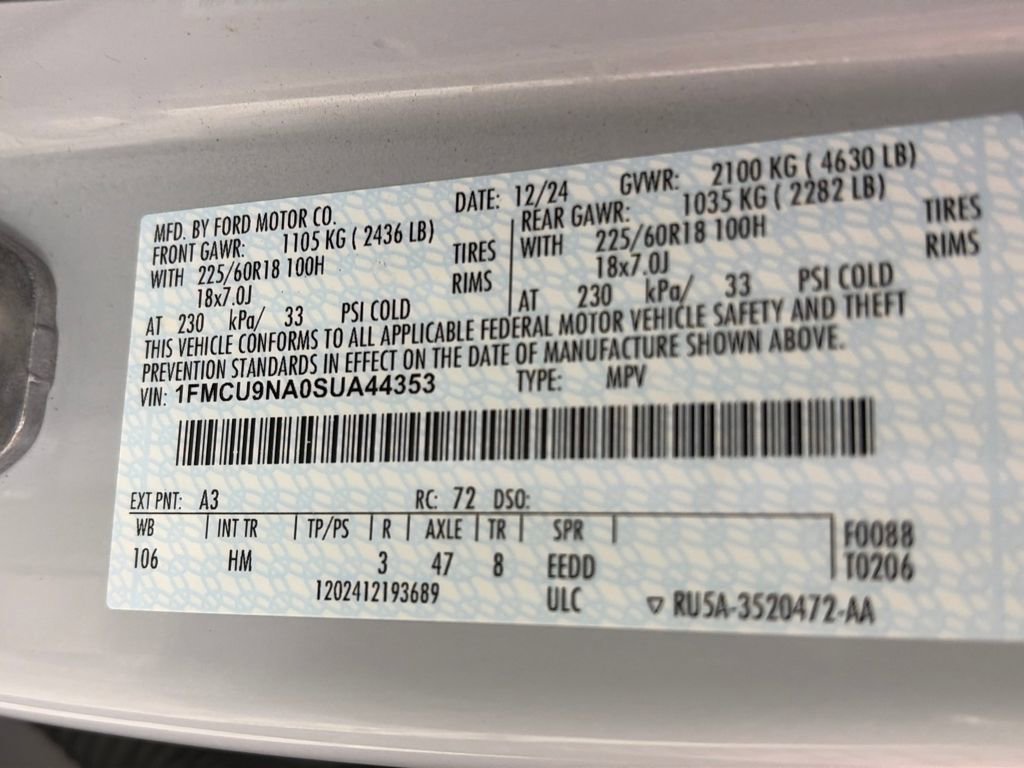 MFD. BY FORD MOTOR CO. DATE: 12/24 GVWR: 2100 KG ( 4630 LB)
FRONT GAWR: 1105 KG ( 2436 LB) REAR GAWR: 1035 KG ( 2282 LB)
WITH 225/60R18 100H TIRES WITH 225/60R18 100H TIRES
18x7.0J RIMS 18x7.0J RIMS
AT 230 kPa/ 33 PSI COLD AT 230 kPa/ 33 PSI COLD
THIS VEHICLE CONFORMS TO ALL APPLICABLE FEDERAL MOTOR VEHICLE SAFETY AND THEFT
PREVENTION STANDARDS IN EFFECT ON THE DATE OF MANUFACTURE SHOWN ABOVE.
VIN: 1FMCU9NA0SUA44353 TYPE: MPV
EXT PNT: A3 RC: 72 DSO:
WB INT TR TP/PS R AXLE TR SPR F0088
106 HM 3 47 8 EEDD T0206
1202412193689 ULC ▽ RU5A-3520472-AA